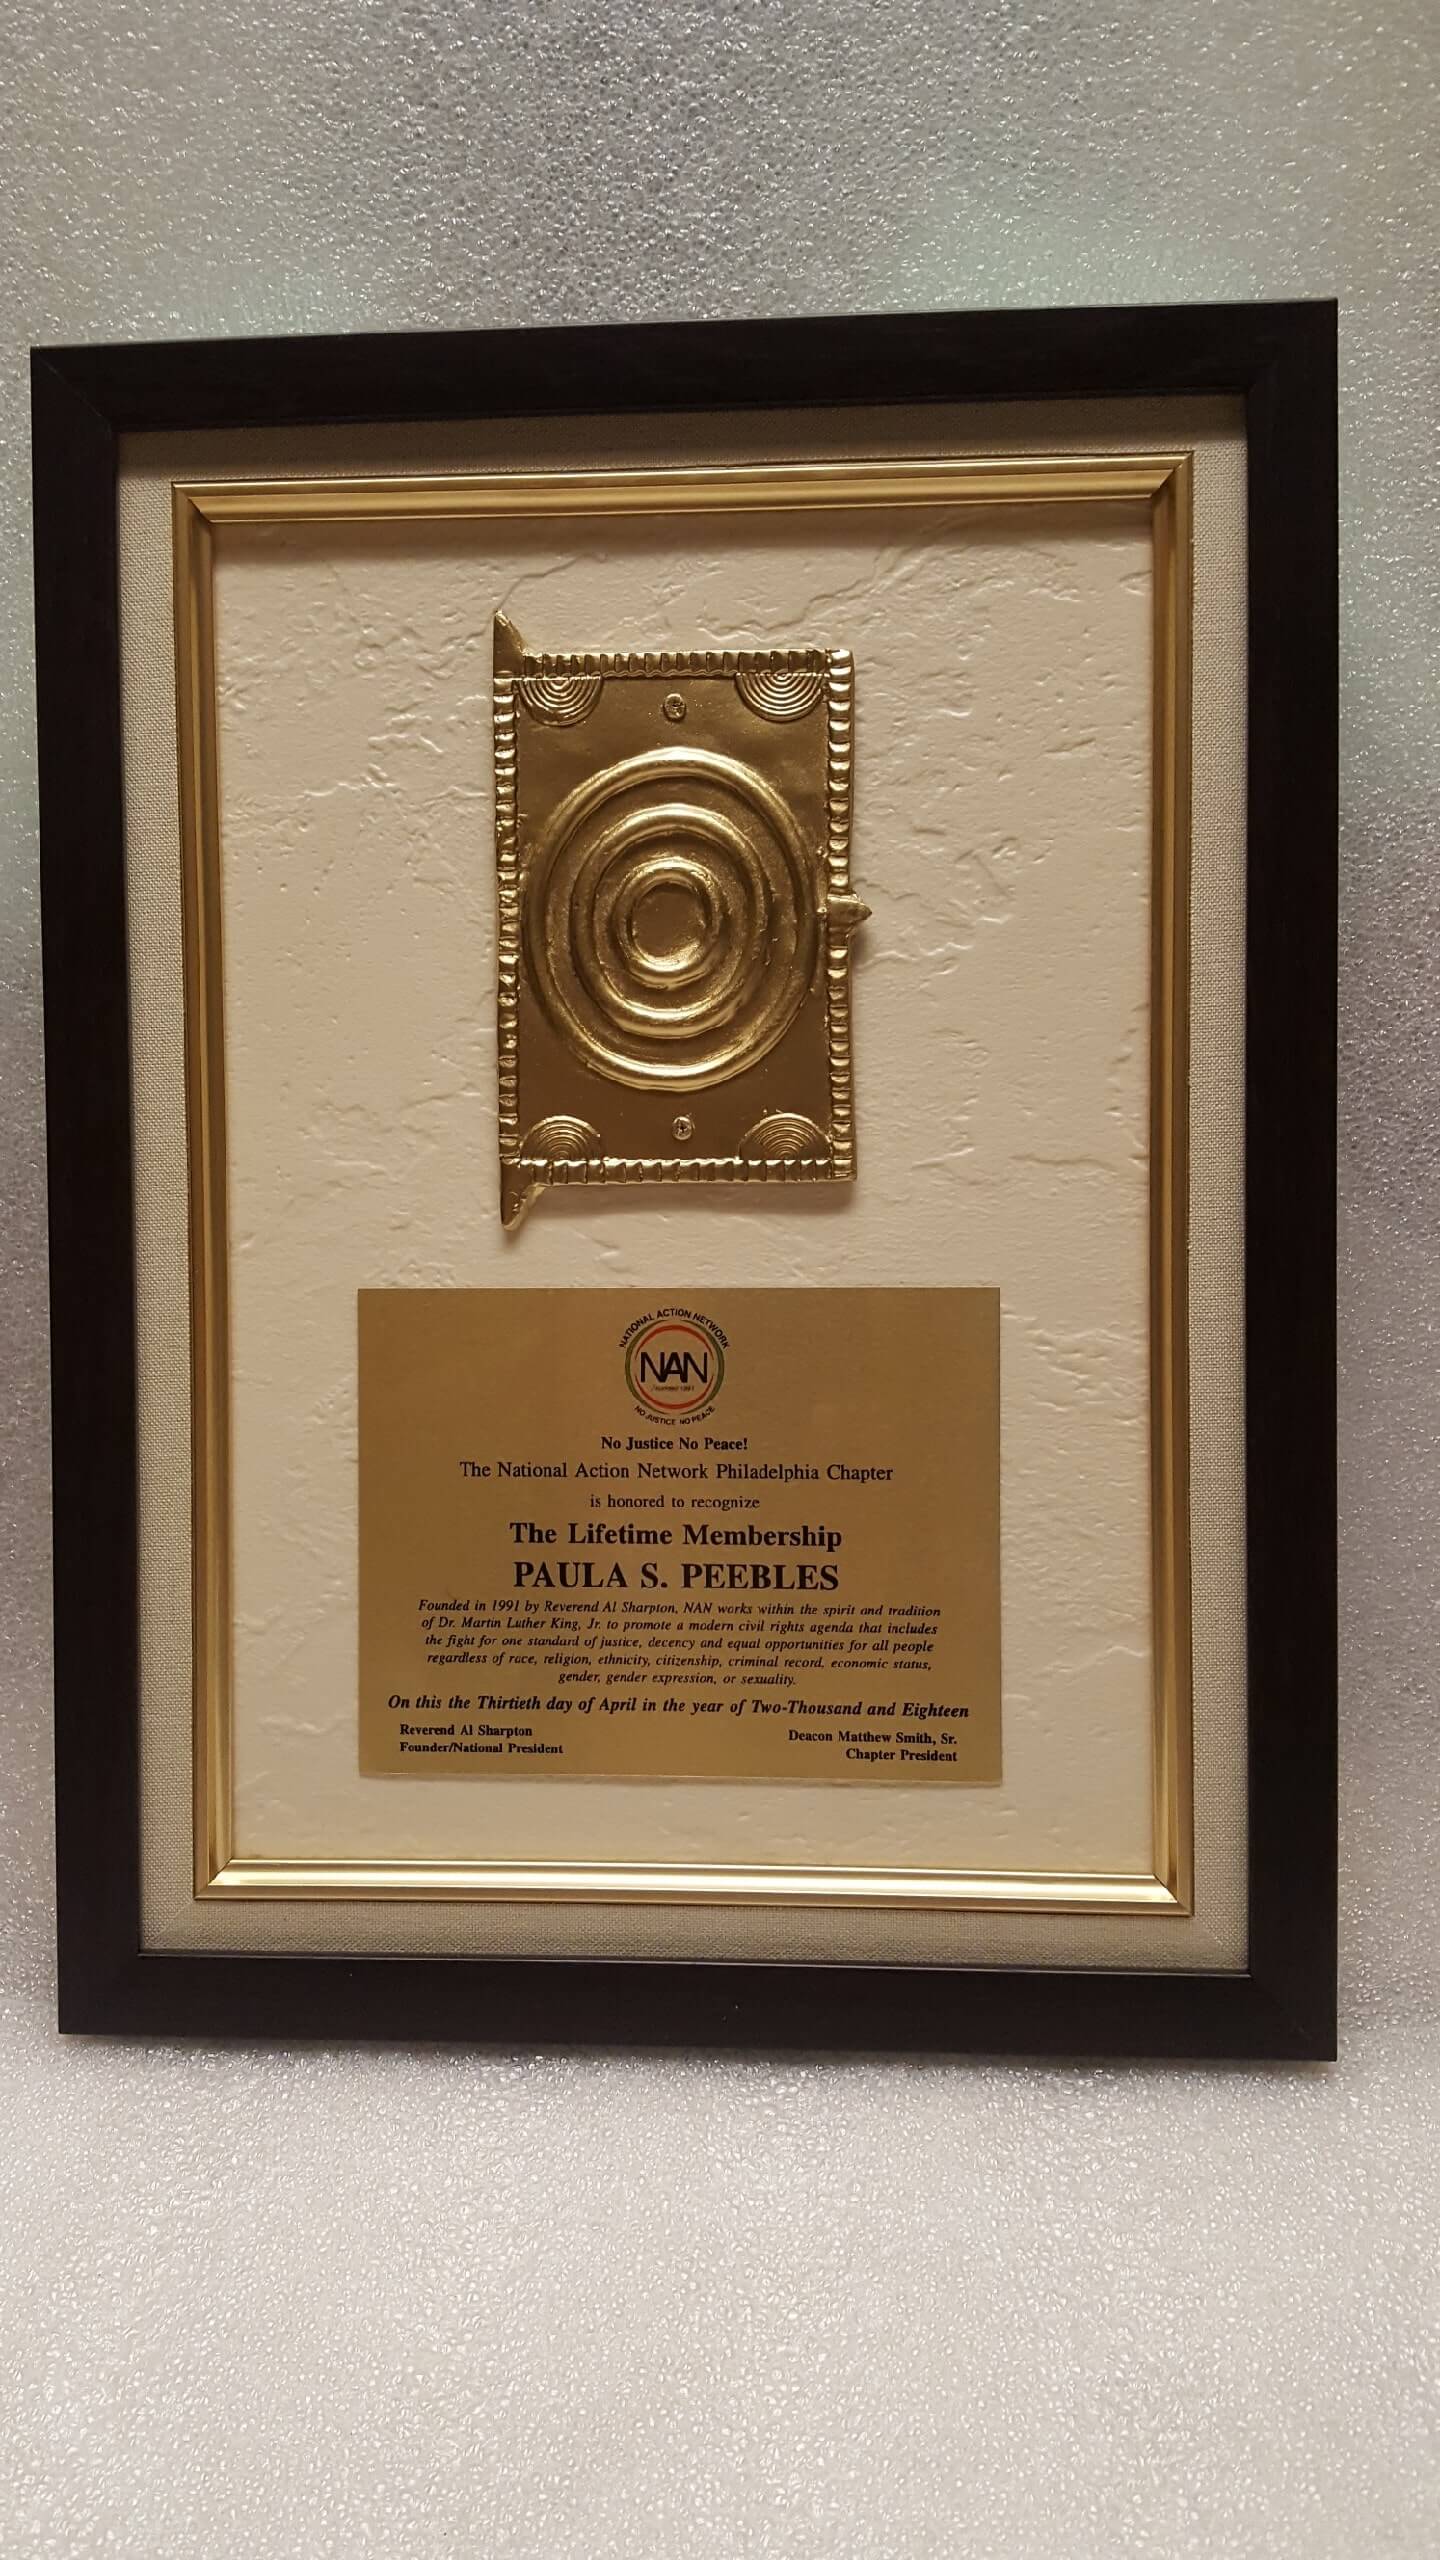 NATIONAL ACTION NETWORK
NAN
founded 1991
NO JUSTICE NO PEACE
No Justice No Peace!
The National Action Network Philadelphia Chapter
is honored to recognize
The Lifetime Membership
PAULA S. PEEBLES
Founded in 1991 by Reverend Al Sharpton, NAN works within the spirit and tradition
of Dr. Martin Luther King, Jr. to promote a modern civil rights agenda that includes
the fight for one standard of justice, decency and equal opportunities for all people
regardless of race, religion, ethnicity, citizenship, criminal record, economic status,
gender, gender expression, or sexuality.
On this the Thirtieth day of April in the year of Two-Thousand and Eighteen
Reverend Al Sharpton
Founder/National President
Deacon Matthew Smith, Sr.
Chapter President